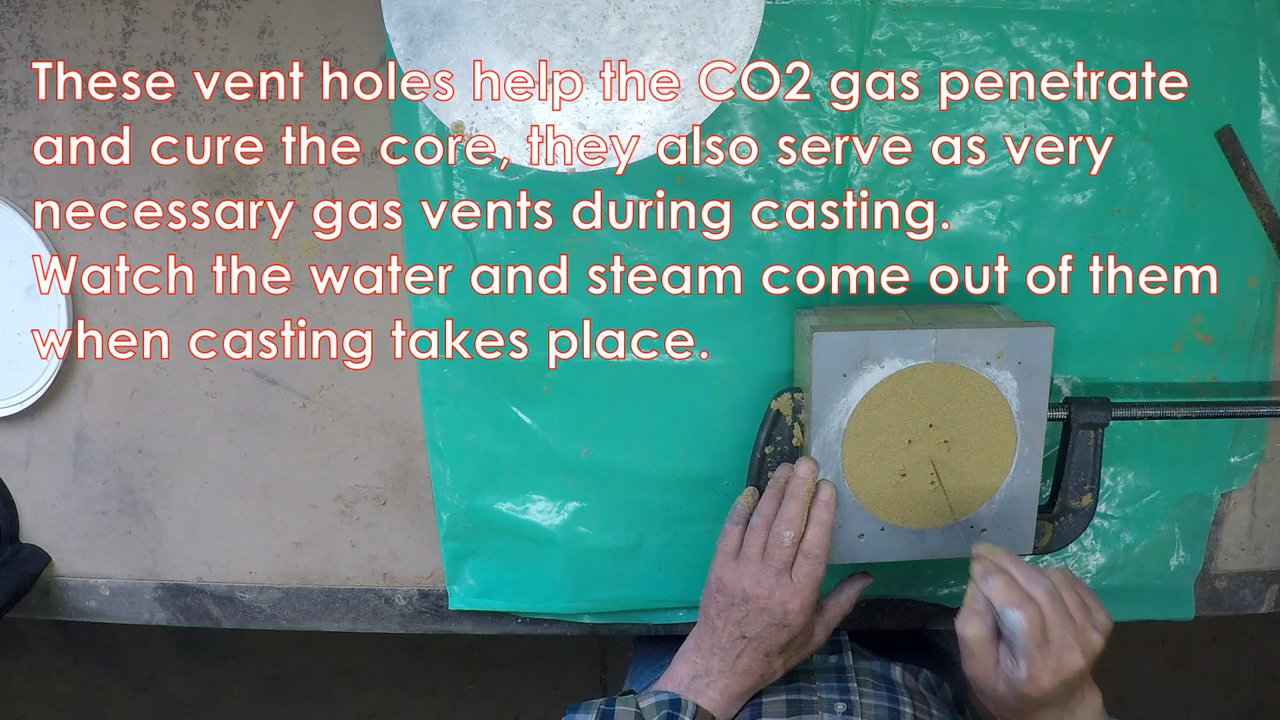 These vent holes help the CO2 gas penetrate
and cure the core, they also serve as very
necessary gas vents during casting.
Watch the water and steam come out of them
when casting takes place.